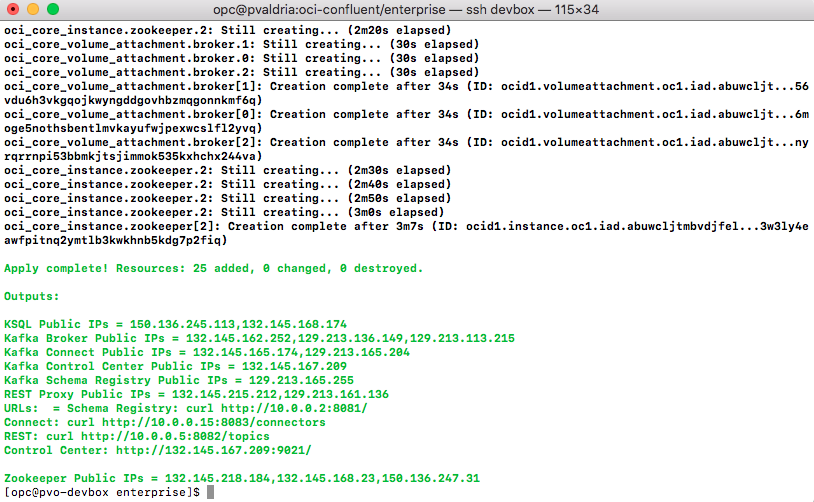 opc@pvaldria:oci-confluent/enterprise — ssh devbox — 115×34
oci_core_instance.zookeeper.2: Still creating... (2m20s elapsed)
oci_core_volume_attachment.broker.1: Still creating... (30s elapsed)
oci_core_volume_attachment.broker.0: Still creating... (30s elapsed)
oci_core_volume_attachment.broker.2: Still creating... (30s elapsed)
oci_core_volume_attachment.broker[1]: Creation complete after 34s (ID: ocid1.volumeattachment.oc1.iad.abuwcljt...56
vdu6h3vkgqojkwyngddgovhbzmqgonnkmf6q)
oci_core_volume_attachment.broker[0]: Creation complete after 34s (ID: ocid1.volumeattachment.oc1.iad.abuwcljt...6m
oge5nothsbentlmvkayufwjpexwcslfl2yvq)
oci_core_volume_attachment.broker[2]: Creation complete after 34s (ID: ocid1.volumeattachment.oc1.iad.abuwcljt...ny
rqrrnpi53bbmkjtsjimmok535kxhchx244va)
oci_core_instance.zookeeper.2: Still creating... (2m30s elapsed)
oci_core_instance.zookeeper.2: Still creating... (2m40s elapsed)
oci_core_instance.zookeeper.2: Still creating... (2m50s elapsed)
oci_core_instance.zookeeper.2: Still creating... (3m0s elapsed)
oci_core_instance.zookeeper[2]: Creation complete after 3m7s (ID: ocid1.instance.oc1.iad.abuwcljtmbvdjfel...3w3ly4e
awfpitnq2ymtlb3kwkhnb5kdg7p2fiq)
Apply complete! Resources: 25 added, 0 changed, 0 destroyed.
Outputs:
KSQL Public IPs = 150.136.245.113,132.145.168.174
Kafka Broker Public IPs = 132.145.162.252,129.213.136.149,129.213.113.215
Kafka Connect Public IPs = 132.145.165.174,129.213.165.204
Kafka Control Center Public IPs = 132.145.167.209
Kafka Schema Registry Public IPs = 129.213.165.255
REST Proxy Public IPs = 132.145.215.212,129.213.161.136
URLs:  = Schema Registry: curl http://10.0.0.2:8081/
Connect: curl http://10.0.0.15:8083/connectors
REST: curl http://10.0.0.5:8082/topics
Control Center: http://132.145.167.209:9021/
Zookeeper Public IPs = 132.145.218.184,132.145.168.23,150.136.247.31
[opc@pvo-devbox enterprise]$